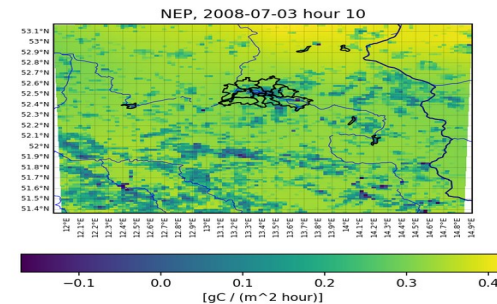 NEP, 2008-07-03 hour 10
53.1°N
53°N
52.9°N
52.8°N
52.7°N
52.6°N
52.5°N
52.4°N
52.3°N
52.2°N
52.1°N
52°N
51.9°N
51.8°N
51.7°N
51.6°N
51.5°N
51.4°N
12°E
12.1°E
12.2°E
12.3°E
12.4°E
12.5°E
12.6°E
12.7°E
12.8°E
12.9°E
13°E
13.1°E
13.2°E
13.3°E
13.4°E
13.5°E
13.6°E
13.7°E
13.8°E
13.9°E
14°E
14.1°E
14.2°E
14.3°E
14.4°E
14.5°E
14.6°E
14.7°E
14.8°E
14.9°E
−0.1 0.0 0.1 0.2 0.3 0.4
[gC / (m^2 hour)]